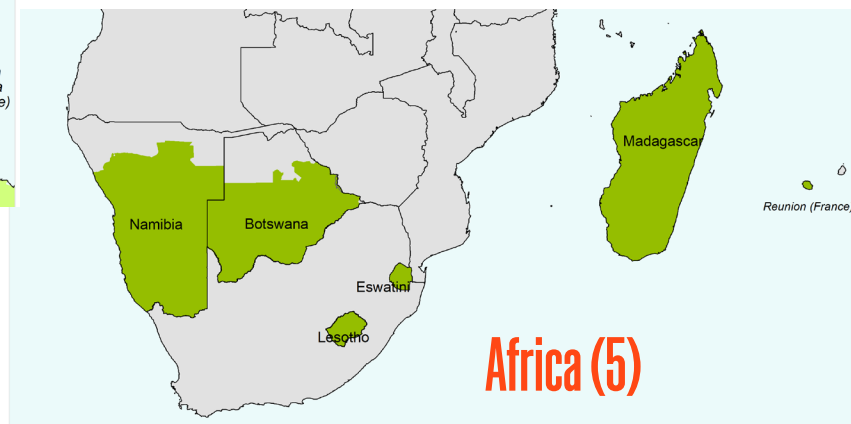 e)
Madagascar
Reunion (France)
Namibia
Botswana
Eswatini
Lesotho
Africa (5)